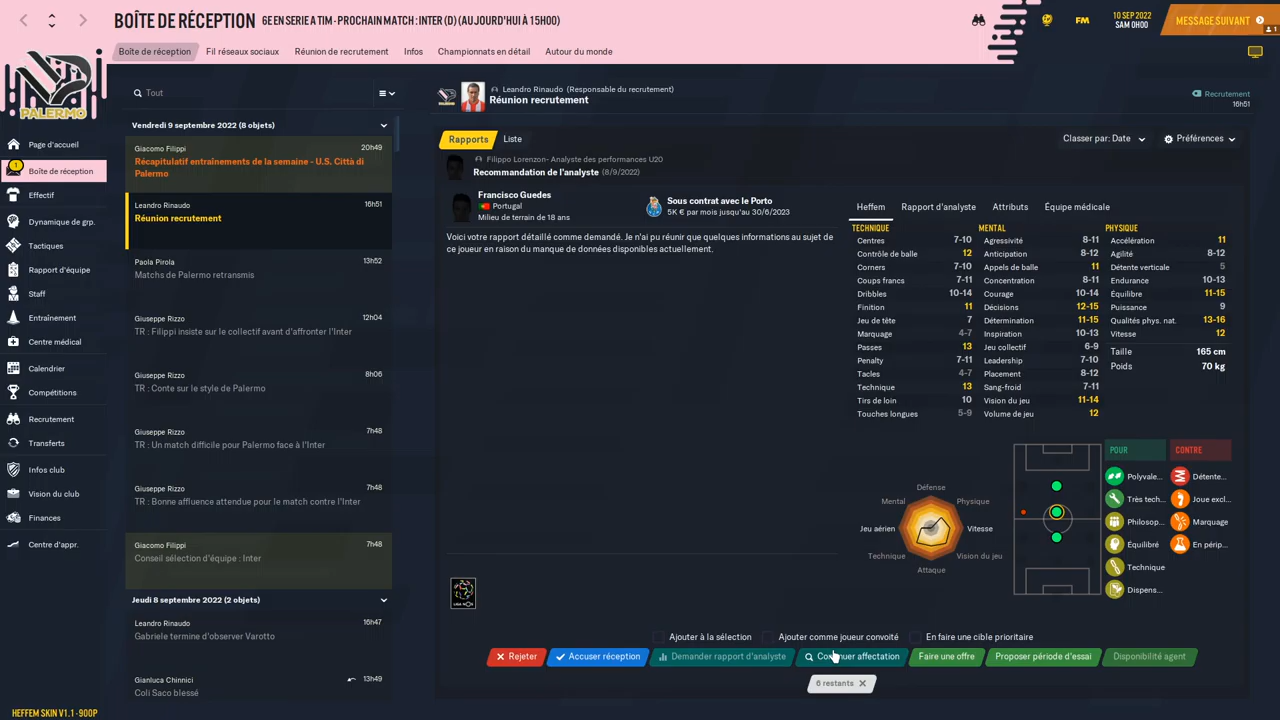 BOÎTE DE RÉCEPTION 6E EN SERIE A TIM - PROCHAIN MATCH : INTER (D) (AUJOURD'HUI À 15H00)
FM
10 SEP 2022
SAM 0H00
MESSAGE SUIVANT
1
Boîte de réception Fil réseaux sociaux Réunion de recrutement Infos Championnats en détail Autour du monde
PALERMO
Page d'accueil
1
Boîte de réception
Effectif
Dynamique de grp.
Tactiques
Rapport d'équipe
Staff
Entraînement
Centre médical
Calendrier
Compétitions
Recrutement
Transferts
Infos club
Vision du club
Finances
Centre d'appr.
HEFFEM SKIN V1.1 - 900P
Tout
Vendredi 9 septembre 2022 (8 objets)
Giacomo Filippi 20h49
Récapitulatif entraînements de la semaine - U.S. Città di
Palermo
Leandro Rinaudo 16h51
Réunion recrutement
Paola Pirola 13h52
Matchs de Palermo retransmis
Giuseppe Rizzo 12h04
TR : Filippi insiste sur le collectif avant d'affronter l'Inter
Giuseppe Rizzo 8h06
TR : Conte sur le style de Palermo
Giuseppe Rizzo 7h48
TR : Un match difficile pour Palermo face à l'Inter
Giuseppe Rizzo 7h48
TR : Bonne affluence attendue pour le match contre l'Inter
Giacomo Filippi 7h48
Conseil sélection d'équipe : Inter
Jeudi 8 septembre 2022 (2 objets)
Leandro Rinaudo 16h47
Gabriele termine d'observer Varotto
Gianluca Chinnici 13h49
Coli Saco blessé
Leandro Rinaudo (Responsable du recrutement)
Réunion recrutement
Recrutement
16h51
Rapports Liste
Classer par: Date Préférences
Filippo Lorenzon- Analyste des performances U20
Recommandation de l'analyste (8/9/2022)
Francisco Guedes
Portugal
Milieu de terrain de 18 ans
Sous contrat avec le Porto
5K € par mois jusqu'au 30/6/2023
Voici votre rapport détaillé comme demandé. Je n'ai pu réunir que quelques informations au sujet de
ce joueur en raison du manque de données disponibles actuellement.
Heffem Rapport d'analyste Attributs Équipe médicale
TECHNIQUE MENTAL PHYSIQUE
Centres 7-10 Agressivité 8-11 Accélération 11
Contrôle de balle 12 Anticipation 8-12 Agilité 8-12
Corners 7-10 Appels de balle 11 Détente verticale 5
Coups francs 7-11 Concentration 8-11 Endurance 10-13
Dribbles 10-14 Courage 10-14 Équilibre 11-15
Finition 11 Décisions 12-15 Puissance 9
Jeu de tête 7 Détermination 11-15 Qualités phys. nat. 13-16
Marquage 4-7 Inspiration 10-13 Vitesse 12
Passes 13 Jeu collectif 6-9 Taille 165 cm
Penalty 7-11 Leadership 7-10 Poids 70 kg
Tacles 4-7 Placement 8-12
Technique 13 Sang-froid 7-11
Tirs de loin 10 Vision du jeu 11-14
Touches longues 5-9 Volume de jeu 12
Défense
Mental Physique
Jeu aérien Vitesse
Technique Vision du jeu
Attaque
POUR CONTRE
Polyvale... Détente...
Très tech... Joue excl...
Philosop... Marquage
Équilibré En périp...
Technique
Dispens...
Ajouter à la sélection Ajouter comme joueur convoité En faire une cible prioritaire
Rejeter Accuser réception Demander rapport d'analyste Continuer affectation Faire une offre Proposer période d'essai Disponibilité agent
6 restants